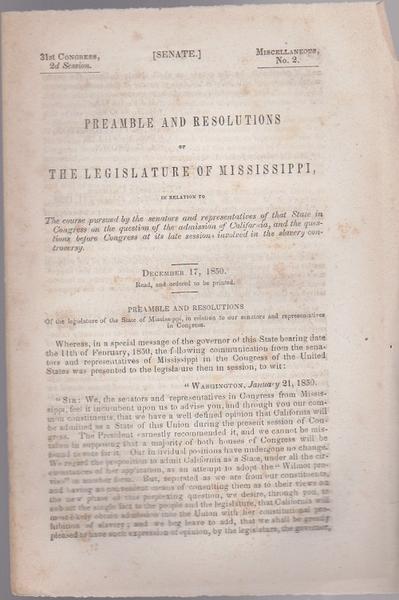 31st Congress,
2d Session.
[SENATE.]
Miscellaneous,
No. 2.
PREAMBLE AND RESOLUTIONS
OF
THE LEGISLATURE OF MISSISSIPPI,
IN RELATION TO
The course pursued by the senators and representatives of that State in
Congress on the question of the admission of California, and the ques-
tions before Congress at its late session, involved in the slavery con-
troversy.
December 17, 1850.
Read, and ordered to be printed.
PREAMBLE AND RESOLUTIONS
Of the legislature of the State of Mississippi, in relation to our senators and representatives
in Congress.
Whereas, in a special message of the governor of this State bearing date
the 11th of February, 1850, the following communication from the sena-
tors and representatives of Mississippi in the Congress of the United
States was presented to the legislature then in session, to wit:
"Washington, January 21, 1850.
"Sir: We, the senators and representatives in Congress from Missis-
sippi, feel it incumbent upon us to advise you, and through you our com-
mon constituents, that we have a well defined opinion that California will
be admitted as a State of this Union during the present session of Con-
gress. The President earnestly recommended it, and we cannot be mis-
taken in supposing that a majority of both houses of Congress will be
found to vote for it. Our individual positions have undergone no change.
We regard the proposition to admit California as a State, under all the cir-
cumstances of her application, as an attempt to adopt the "Wilmot pro-
viso" in another form. But, separated as we are from our constituents,
and having no convenient means of consulting them as to their views on
the new phase of this perplexing question, we desire, through you, to
submit the single fact to the people and the legislature, that California will
most likely obtain admission into the Union with her constitutional pro-
hibition of slavery; and we beg leave to add, that we shall be greatly
pleased to have such expression of opinion, by the legislature, the governor,